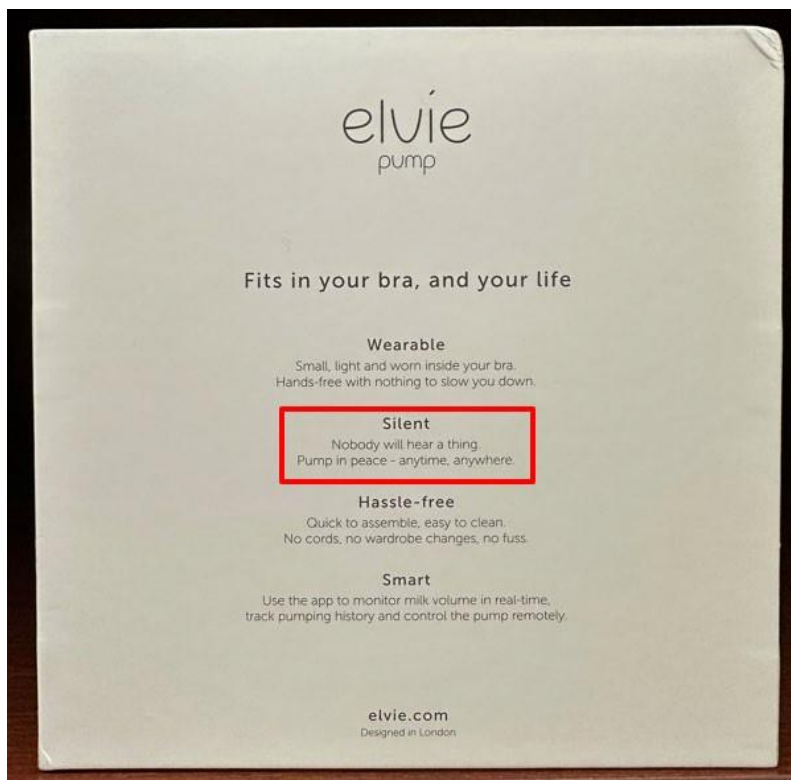 elvie
pump
Fits in your bra, and your life
Wearable
Small, light and worn inside your bra.
Hands-free with nothing to slow you down.
Silent
Nobody will hear a thing.
Pump in peace - anytime, anywhere.
Hassle-free
Quick to assemble, easy to clean.
No cords, no wardrobe changes, no fuss.
Smart
Use the app to monitor milk volume in real-time,
track pumping history and control the pump remotely.
elvie.com
Designed in London